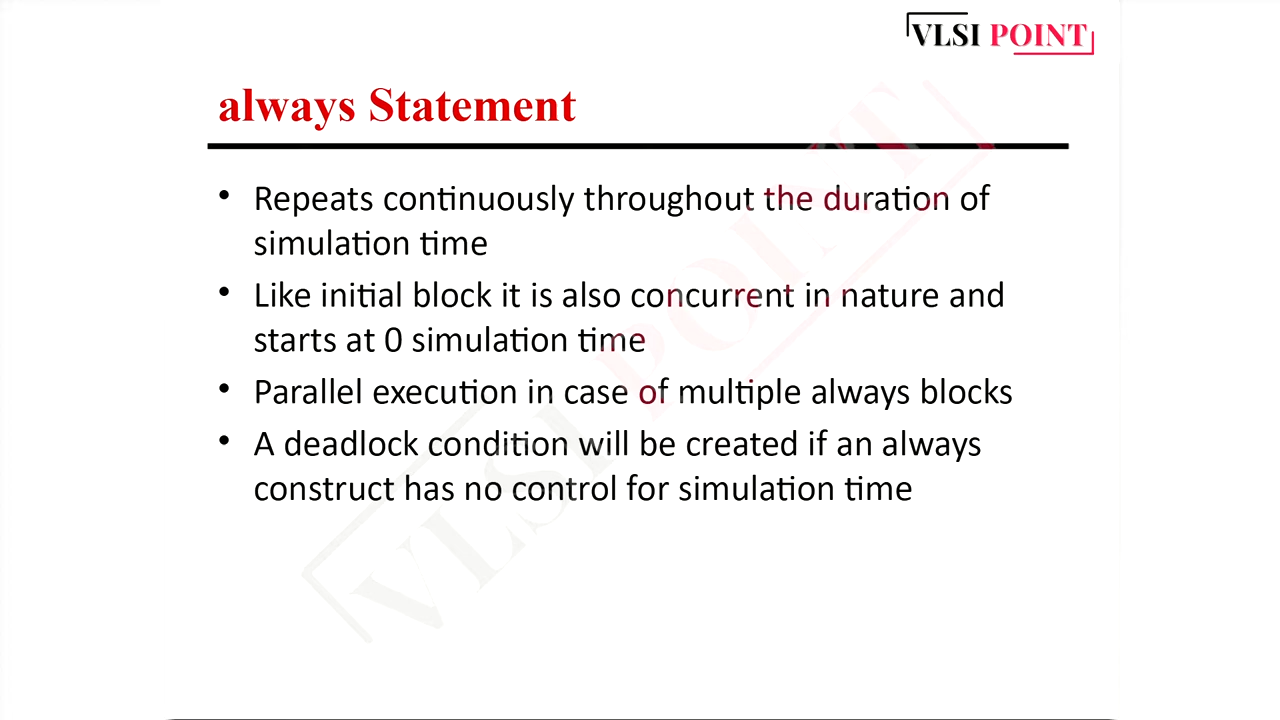 VLSI POINT
always Statement
• Repeats continuously throughout the duration of
simulation time
• Like initial block it is also concurrent in nature and
starts at 0 simulation time
• Parallel execution in case of multiple always blocks
• A deadlock condition will be created if an always
construct has no control for simulation time
VLSI POINT